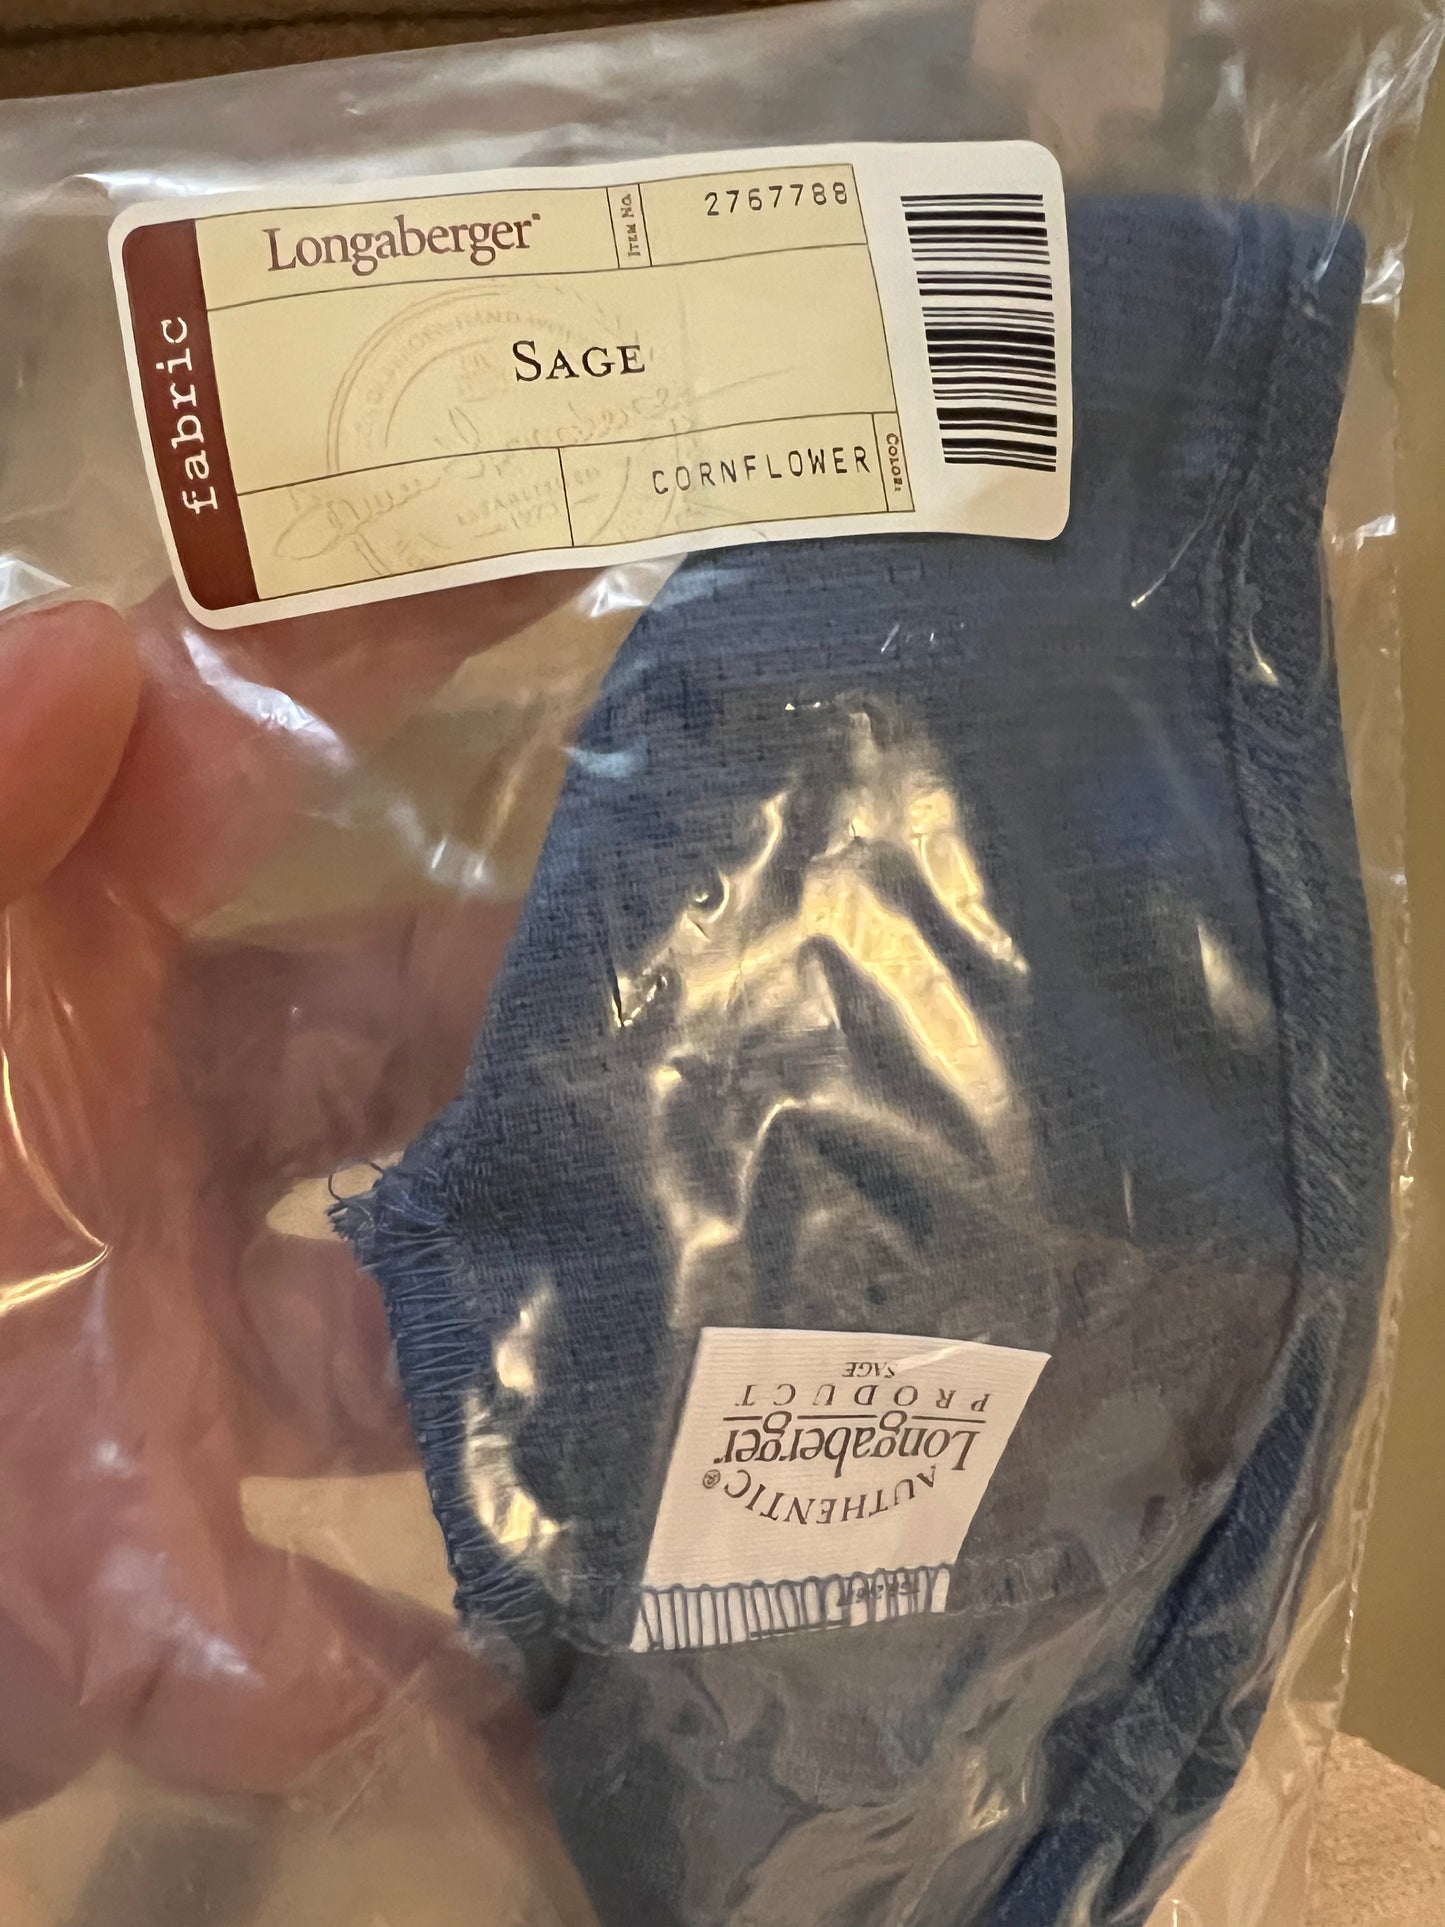 fabric
Longaberger®
ITEM NO.
2767788
SAGE
CORNFLOWER
COLOR:
AUTHENTIC®
Longaberger
PRODUCT
SAGE